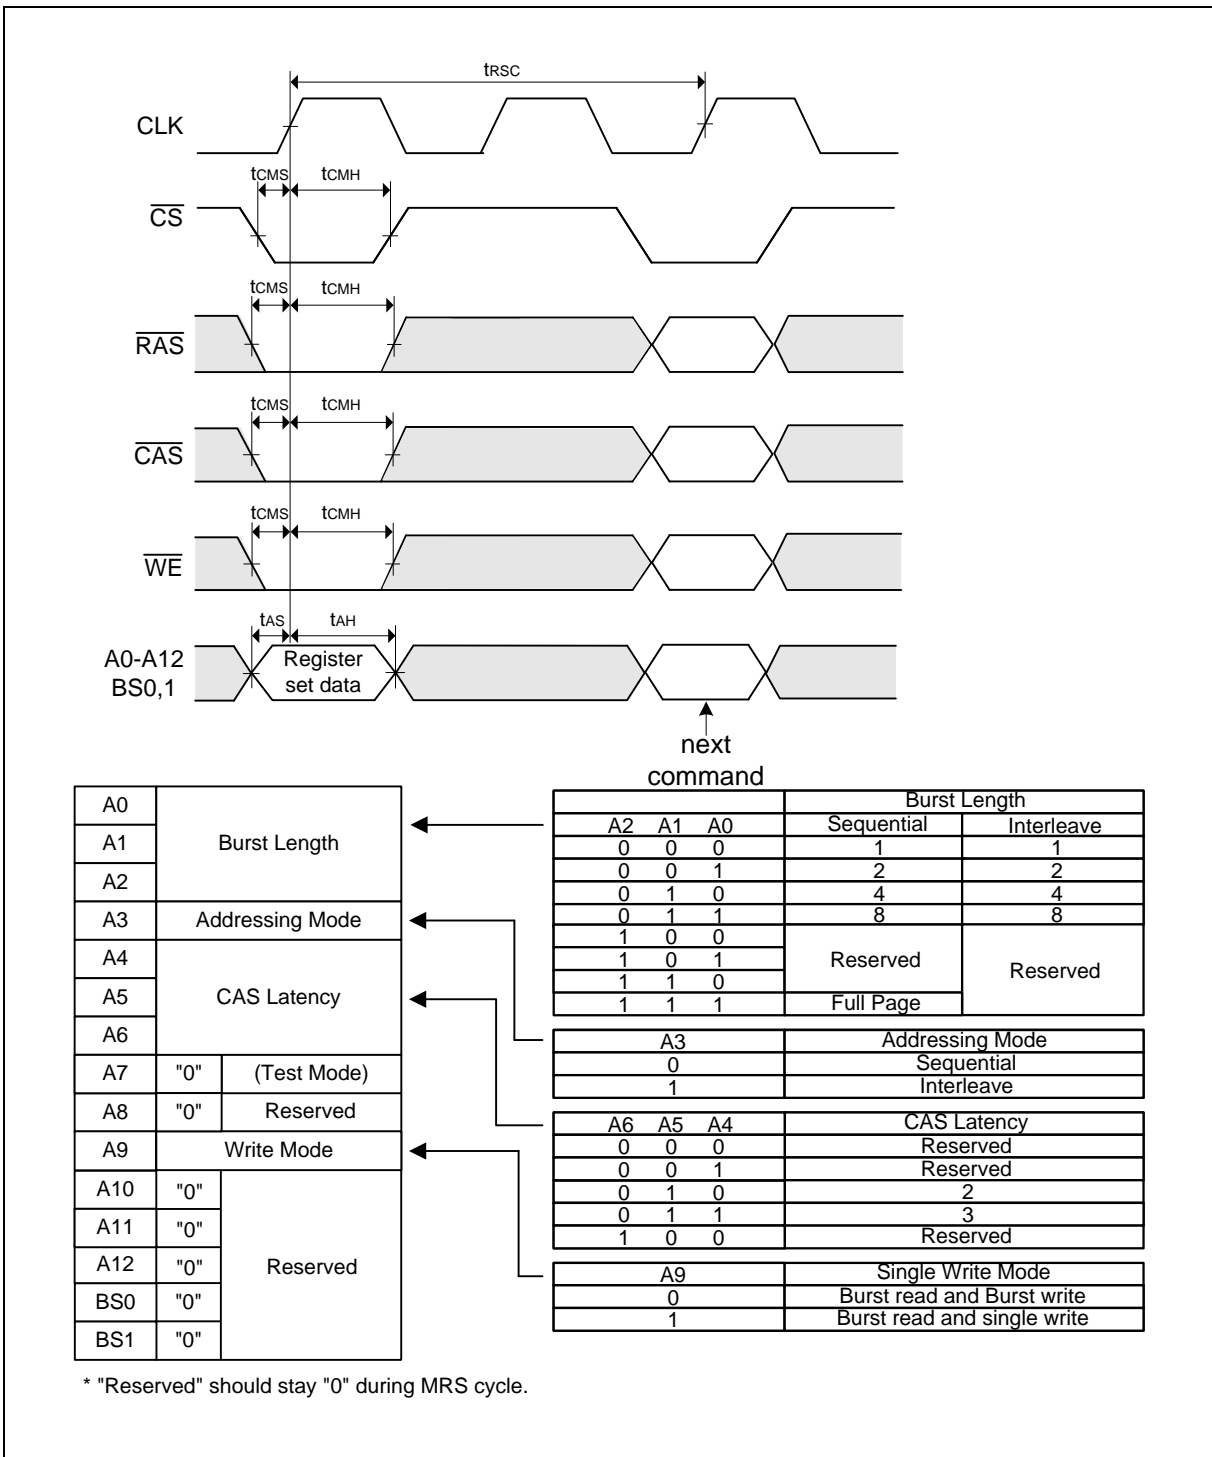 tRSC
CLK
tCMS tCMH
CS
tCMS tCMH
RAS
tCMS tCMH
CAS
tCMS tCMH
WE
tAS tAH
A0-A12
BS0,1
Register
set data
next
command
A0
A1
A2
Burst Length
A3 Addressing Mode
A4
A5
A6
CAS Latency
A7 "0" (Test Mode)
A8 "0" Reserved
A9 Write Mode
A10 "0"
A11 "0"
A12 "0"
BS0 "0"
BS1 "0"
Reserved
Burst Length
A2 A1 A0 Sequential Interleave
0 0 0 1 1
0 0 1 2 2
0 1 0 4 4
0 1 1 8 8
1 0 0
1 0 1 Reserved Reserved
1 1 0
1 1 1 Full Page
A3 Addressing Mode
0 Sequential
1 Interleave
A6 A5 A4 CAS Latency
0 0 0 Reserved
0 0 1 Reserved
0 1 0 2
0 1 1 3
1 0 0 Reserved
A9 Single Write Mode
0 Burst read and Burst write
1 Burst read and single write
* "Reserved" should stay "0" during MRS cycle.